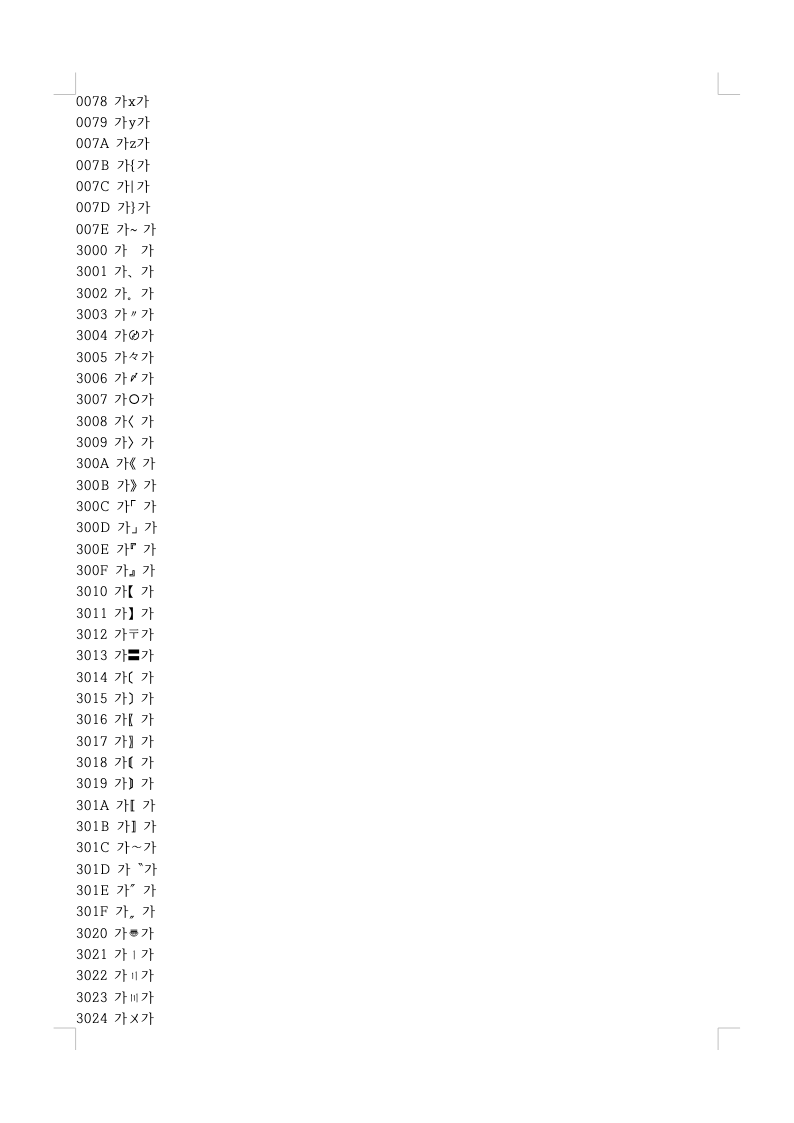 0078 가x가
0079 가y가
007A 가z가
007B 가{가
007C 가|가
007D 가}가
007E 가~ 가
3000 가　가
3001 가、가
3002 가。가
3003 가〃가
3004 가〄가
3005 가々가
3006 가〆가
3007 가〇가
3008 가〈 가
3009 가〉가
300A 가《 가
300B 가》가
300C 가「 가
300D 가」가
300E 가『 가
300F 가』가
3010 가【 가
3011 가】가
3012 가〒가
3013 가〓가
3014 가〔 가
3015 가〕가
3016 가〖 가
3017 가〗가
3018 가〘 가
3019 가〙가
301A 가〚 가
301B 가〛가
301C 가〜가
301D 가〝가
301E 가〞가
301F 가〟가
3020 가〠가
3021 가〡가
3022 가〢가
3023 가〣가
3024 가〤가